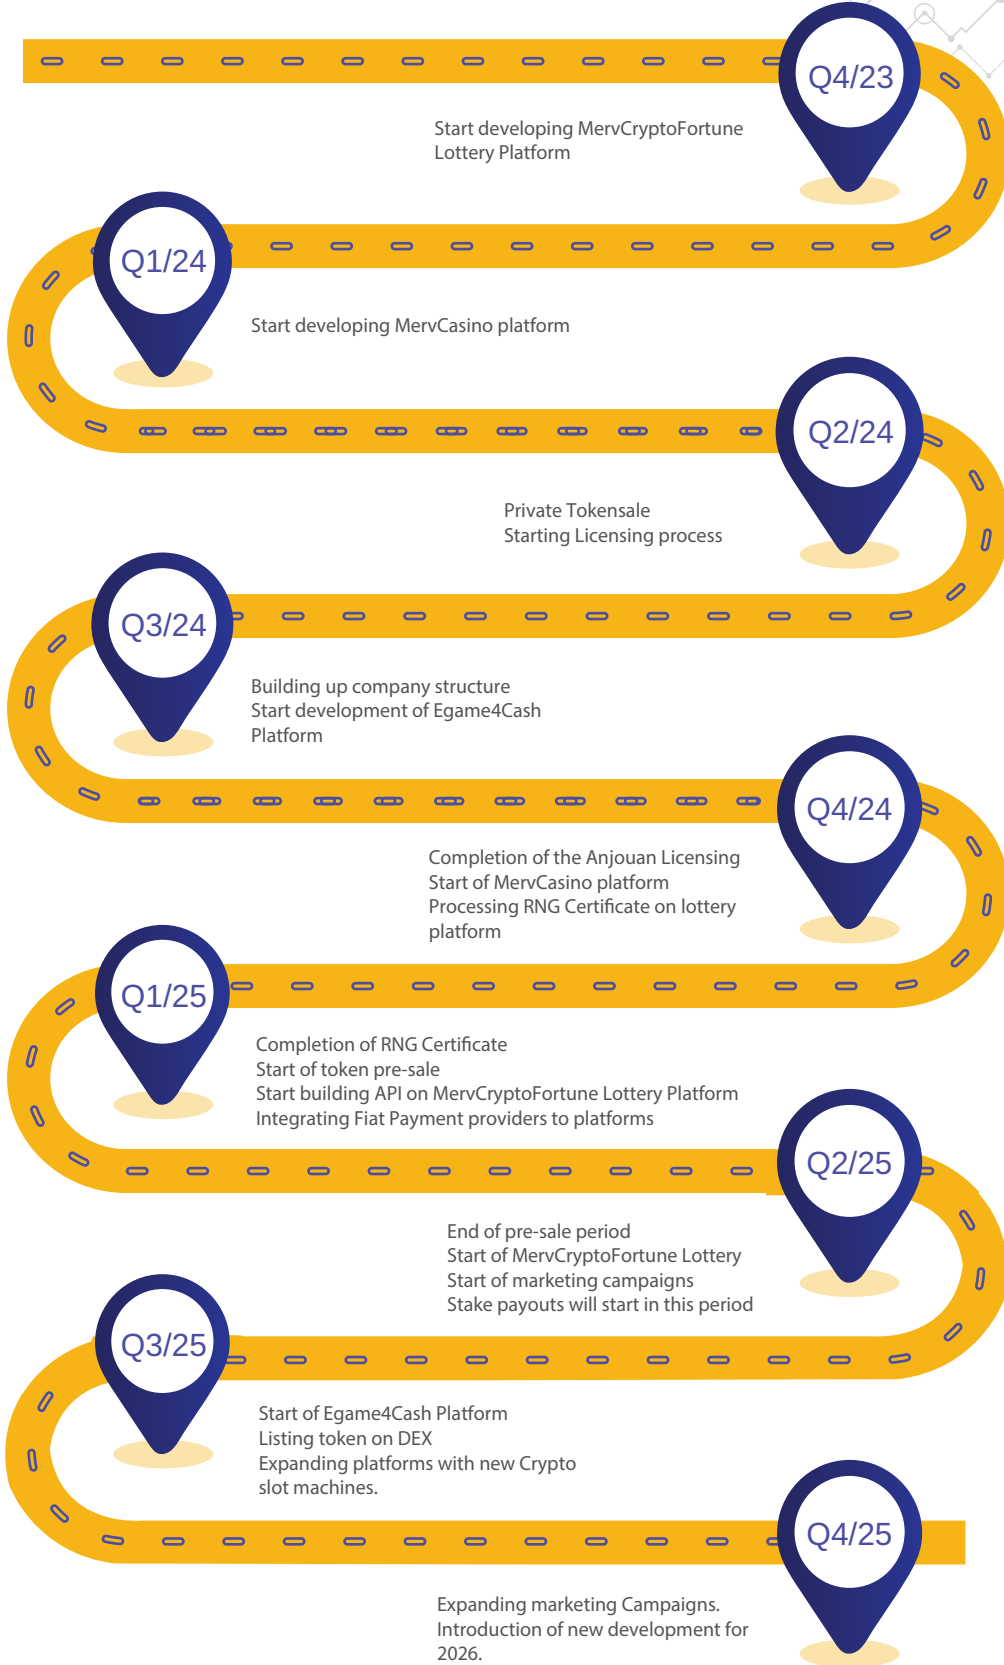 Q4/23
Start developing MervCryptoFortune
Lottery Platform
Q1/24
Start developing MervCasino platform
Q2/24
Private Tokensale
Starting Licensing process
Q3/24
Building up company structure
Start development of Egame4Cash
Platform
Q4/24
Completion of the Anjouan Licensing
Start of MervCasino platform
Processing RNG Certificate on lottery
platform
Q1/25
Completion of RNG Certificate
Start of token pre-sale
Start building API on MervCryptoFortune Lottery Platform
Integrating Fiat Payment providers to platforms
Q2/25
End of pre-sale period
Start of MervCryptoFortune Lottery
Start of marketing campaigns
Stake payouts will start in this period
Q3/25
Start of Egame4Cash Platform
Listing token on DEX
Expanding platforms with new Crypto
slot machines.
Q4/25
Expanding marketing Campaigns.
Introduction of new development for
2026.